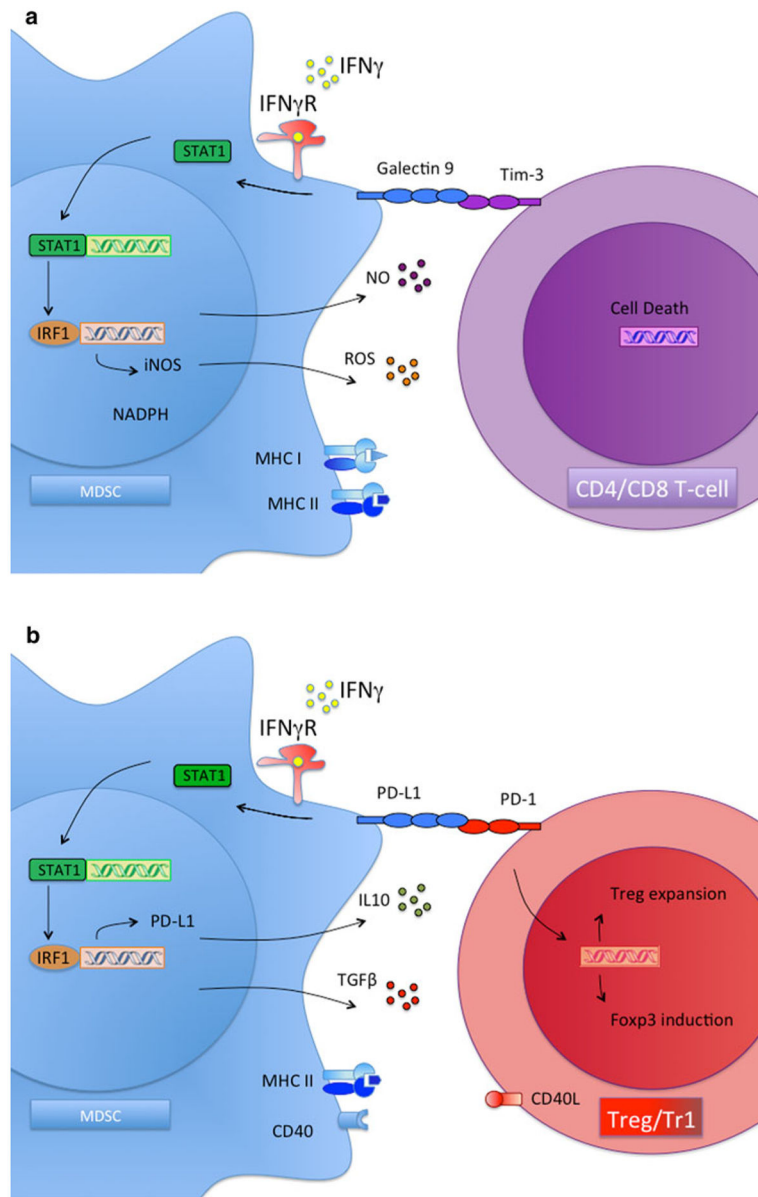 a
IFNγ
IFNγR
STAT1
Galectin 9
Tim-3
STAT1
NO
Cell Death
IRF1
iNOS
ROS
NADPH
MHC I
MDSC
MHC II
CD4/CD8 T-cell
b
IFNγ
IFNγR
STAT1
PD-L1
PD-1
STAT1
IL10
Treg expansion
PD-L1
IRF1
TGFβ
Foxp3 induction
MHC II
CD40L
MDSC
CD40
Treg/Tr1